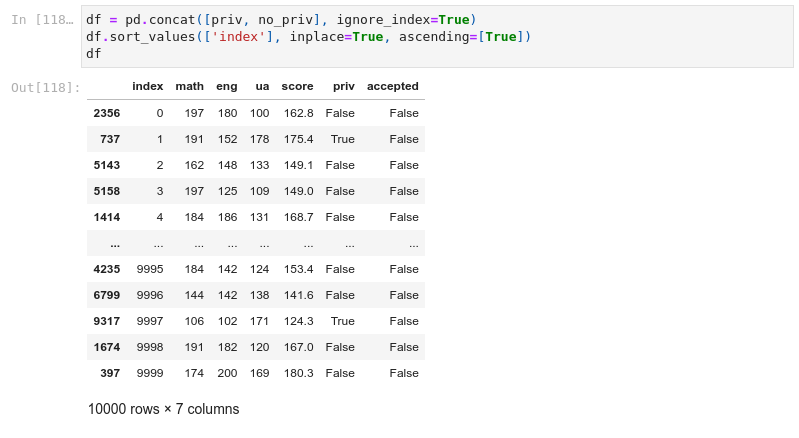 In [118… df = pd.concat([priv, no_priv], ignore_index=True)
df.sort_values(['index'], inplace=True, ascending=[True])
df
Out[118]:
index math eng ua score priv accepted
2356 0 197 180 100 162.8 False False
737 1 191 152 178 175.4 True False
5143 2 162 148 133 149.1 False False
5158 3 197 125 109 149.0 False False
1414 4 184 186 131 168.7 False False
... ... ... ... ... ... ... ...
4235 9995 184 142 124 153.4 False False
6799 9996 144 142 138 141.6 False False
9317 9997 106 102 171 124.3 True False
1674 9998 191 182 120 167.0 False False
397 9999 174 200 169 180.3 False False
10000 rows × 7 columns